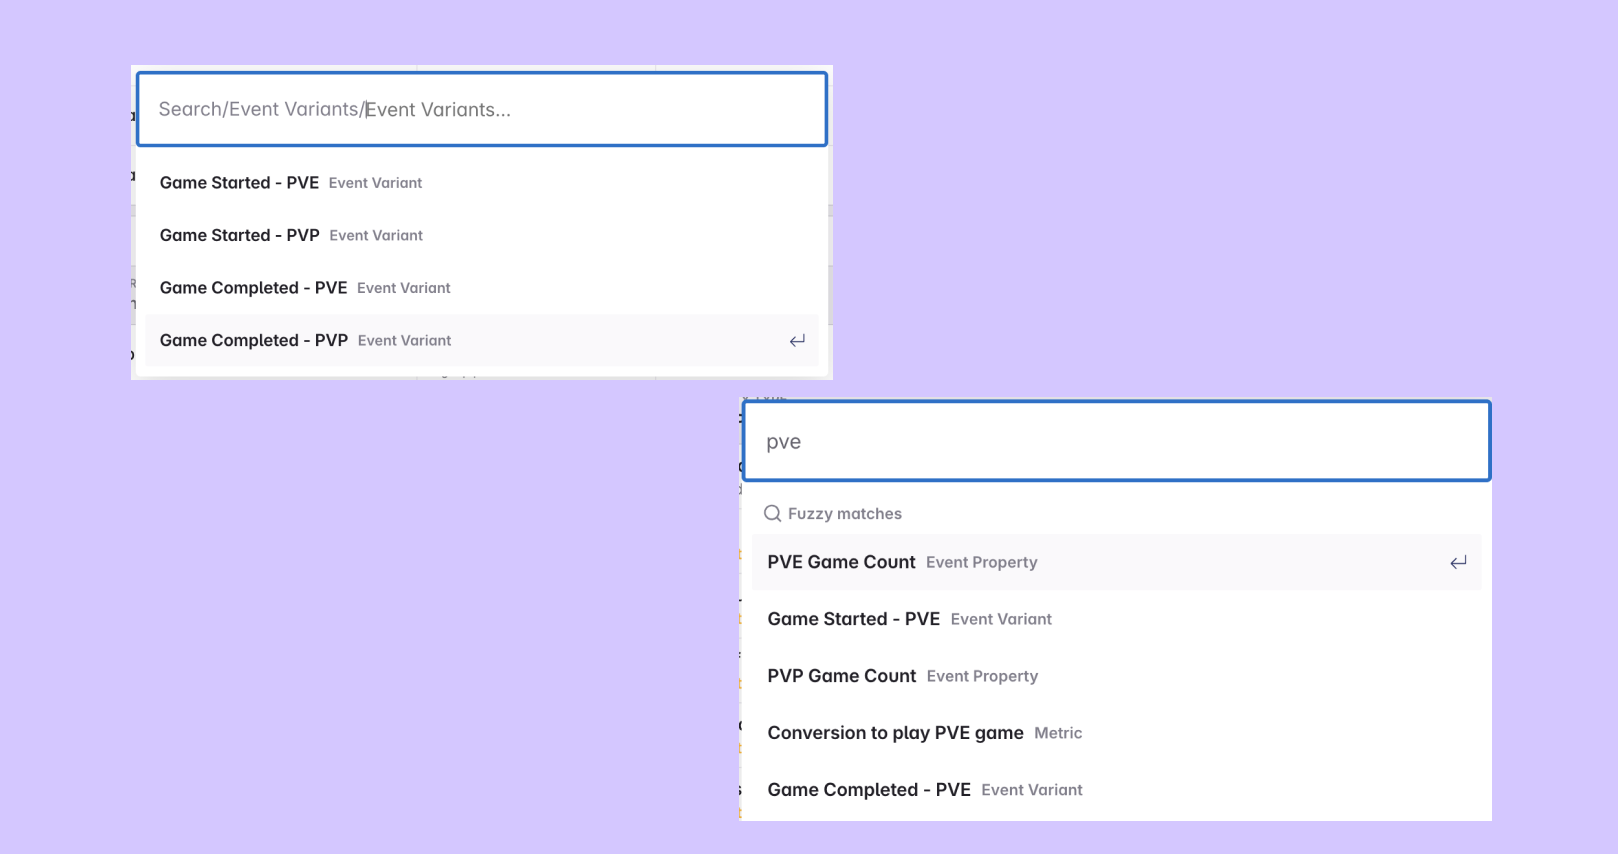 Search/Event Variants/Event Variants...
Game Started - PVE Event Variant
Game Started - PVP Event Variant
Game Completed - PVE Event Variant
Game Completed - PVP Event Variant
pve
Fuzzy matches
PVE Game Count Event Property
Game Started - PVE Event Variant
PVP Game Count Event Property
Conversion to play PVE game Metric
Game Completed - PVE Event Variant